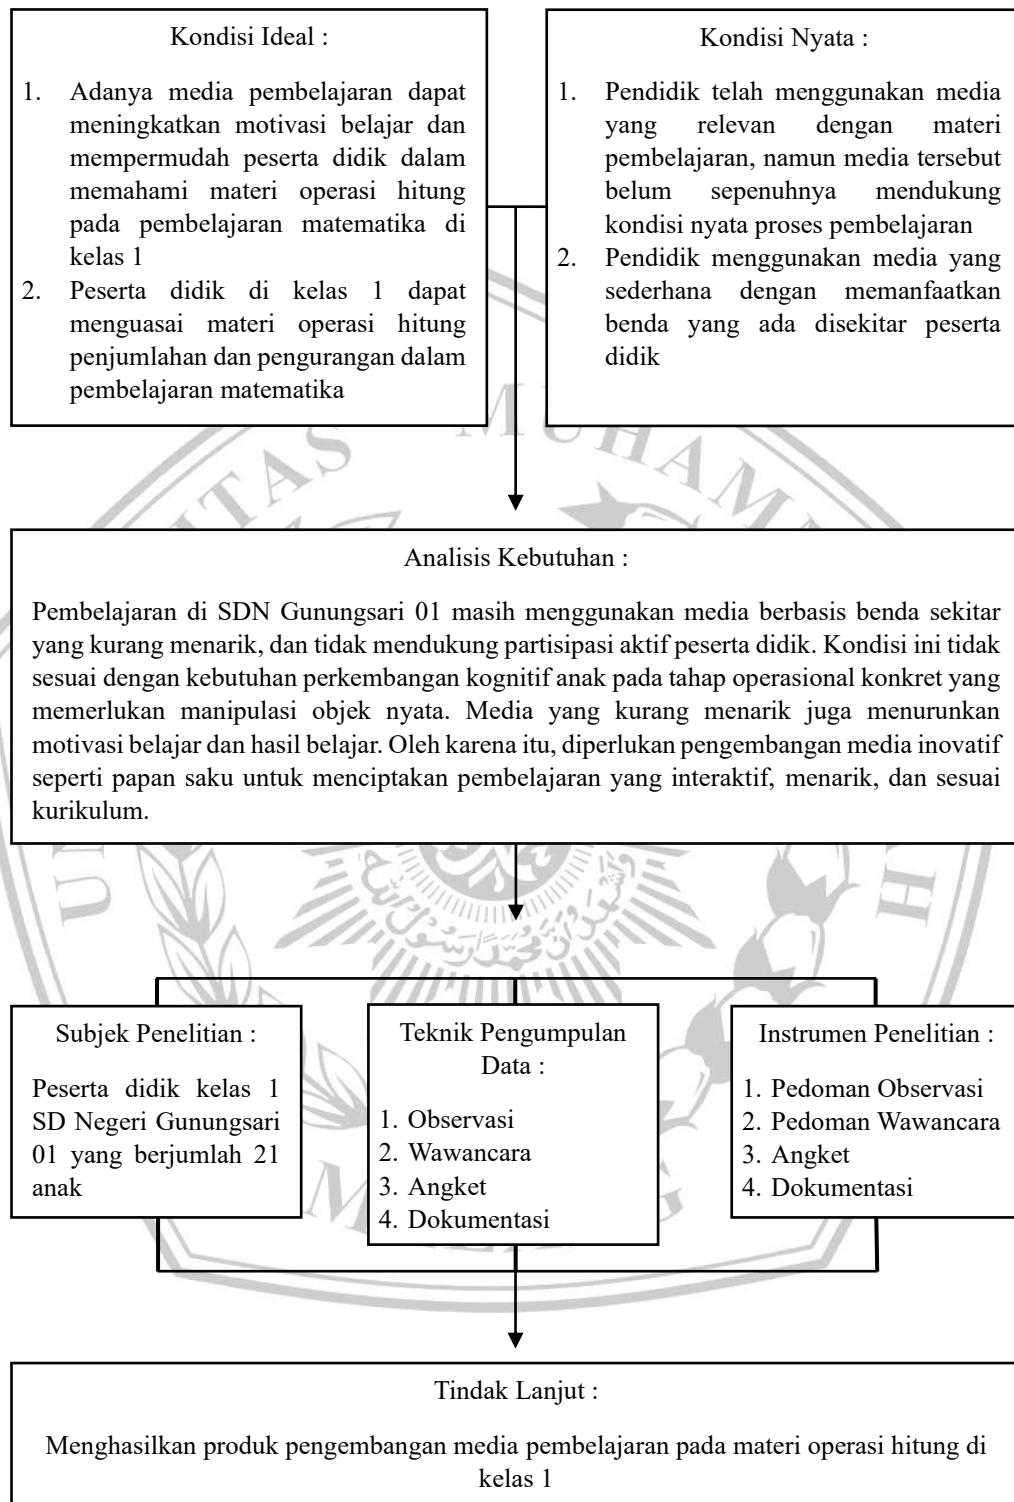 Kondisi Ideal :
1. Adanya media pembelajaran dapat
meningkatkan motivasi belajar dan
mempermudah peserta didik dalam
memahami materi operasi hitung
pada pembelajaran matematika di
kelas 1
2. Peserta didik di kelas 1 dapat
menguasai materi operasi hitung
penjumlahan dan pengurangan dalam
pembelajaran matematika
Kondisi Nyata :
1. Pendidik telah menggunakan media
yang relevan dengan materi
pembelajaran, namun media tersebut
belum sepenuhnya mendukung
kondisi nyata proses pembelajaran
2. Pendidik menggunakan media yang
sederhana dengan memanfaatkan
benda yang ada disekitar peserta
didik
Analisis Kebutuhan :
Pembelajaran di SDN Gunungsari 01 masih menggunakan media berbasis benda sekitar
yang kurang menarik, dan tidak mendukung partisipasi aktif peserta didik. Kondisi ini tidak
sesuai dengan kebutuhan perkembangan kognitif anak pada tahap operasional konkret yang
memerlukan manipulasi objek nyata. Media yang kurang menarik juga menurunkan
motivasi belajar dan hasil belajar. Oleh karena itu, diperlukan pengembangan media inovatif
seperti papan saku untuk menciptakan pembelajaran yang interaktif, menarik, dan sesuai
kurikulum.
Subjek Penelitian :
Peserta didik kelas 1
SD Negeri Gunungsari
01 yang berjumlah 21
anak
Teknik Pengumpulan
Data :
1. Observasi
2. Wawancara
3. Angket
4. Dokumentasi
Instrumen Penelitian :
1. Pedoman Observasi
2. Pedoman Wawancara
3. Angket
4. Dokumentasi
Tindak Lanjut :
Menghasilkan produk pengembangan media pembelajaran pada materi operasi hitung di
kelas 1